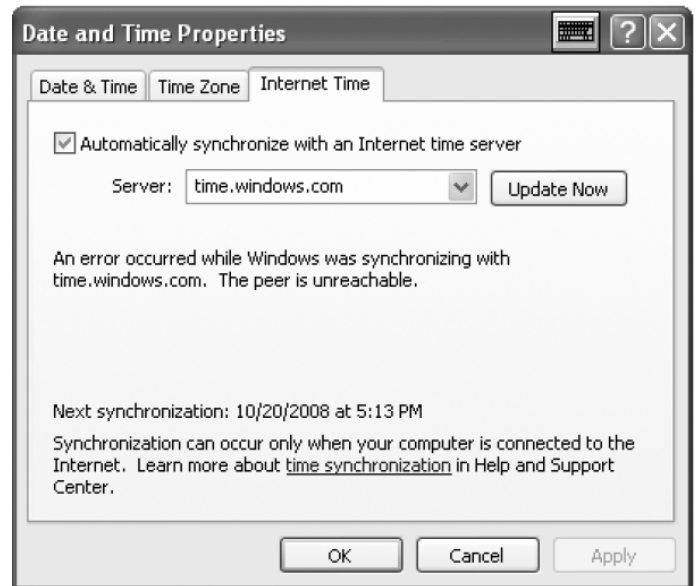 Date and Time Properties
?
Date & Time Time Zone Internet Time
Automatically synchronize with an Internet time server
Server: time.windows.com Update Now
An error occurred while Windows was synchronizing with
time.windows.com. The peer is unreachable.
Next synchronization: 10/20/2008 at 5:13 PM
Synchronization can occur only when your computer is connected to the
Internet. Learn more about time synchronization in Help and Support
Center.
OK Cancel Apply